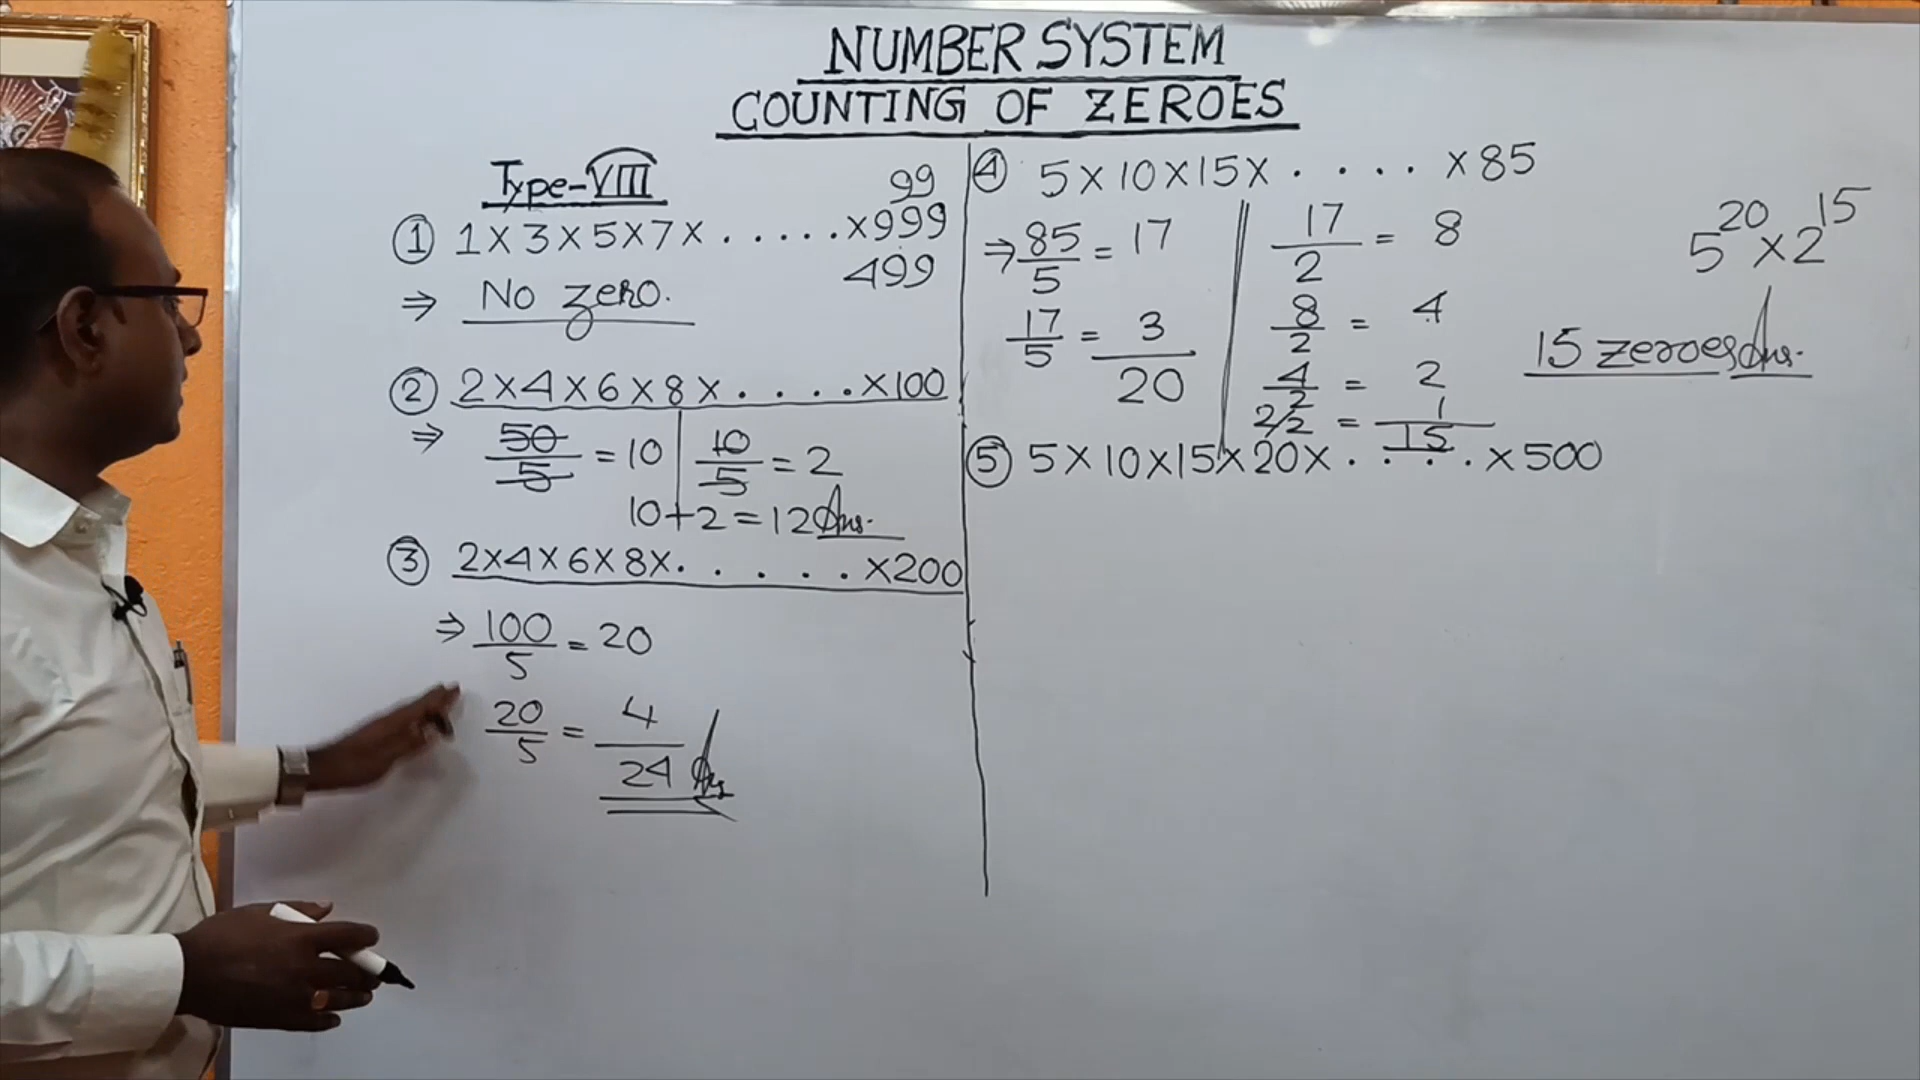 NUMBER SYSTEM
COUNTING OF ZEROES
Type-VIII
99
① 1×3×5×7×.....×999
499
⇒ No zero.
② 2×4×6×8×....×100
⇒ 50/5 = 10 | 10/5 = 2
10+2=12 Ans.
③ 2×4×6×8×.....×200
⇒ 100/5 = 20
20/5 = 4
24 Ans
④ 5×10×15×....×85
⇒ 85/5 = 17
17/5 = 3
20
17/2 = 8
8/2 = 4
4/2 = 2
2/2 = 1
15
5^20×2^15
15 zeroes Ans.
⑤ 5×10×15×20×....×500